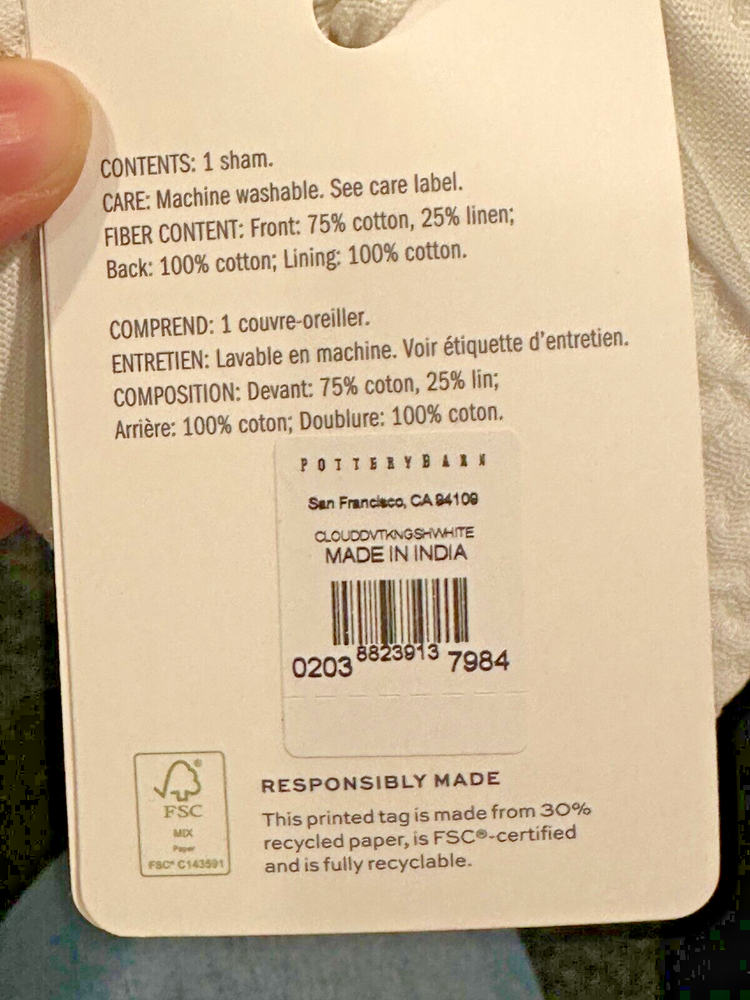 CONTENTS: 1 sham.
CARE: Machine washable. See care label.
FIBER CONTENT: Front: 75% cotton, 25% linen;
Back: 100% cotton; Lining: 100% cotton.
COMPREND: 1 couvre-oreiller.
ENTRETIEN: Lavable en machine. Voir étiquette d'entretien.
COMPOSITION: Devant: 75% coton, 25% lin;
Arrière: 100% coton; Doublure: 100% coton.
POTTERYBARN
San Francisco, CA 94109
CLOUDDVTKNGSHWHITE
MADE IN INDIA
0203 8823913 7984
RESPONSIBLY MADE
This printed tag is made from 30%
recycled paper, is FSC®-certified
and is fully recyclable.
®
FSC
MIX
Paper
FSC® C143591